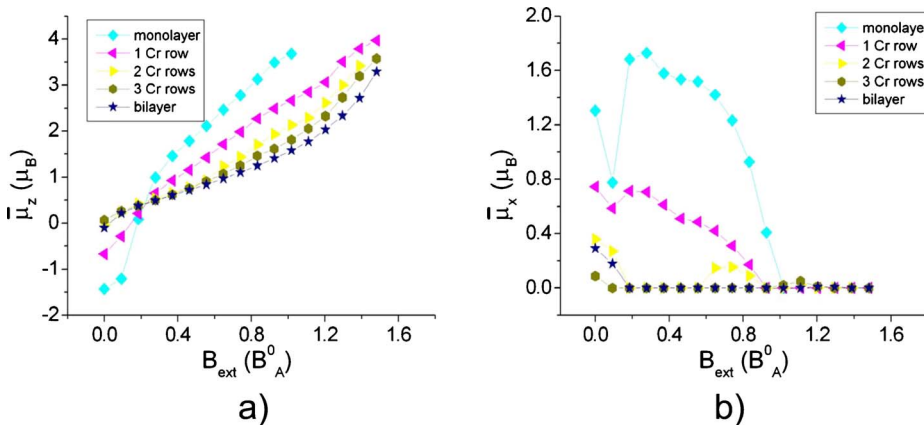 monolayer
1 Cr row
2 Cr rows
3 Cr rows
bilayer
4
3
2
1
0
-1
-2
0.0
0.4
0.8
1.2
1.6
μ̄z (μB)
Bext (B⁰A)
a)
monolaye
1 Cr row
2 Cr rows
3 Cr rows
bilayer
2.0
1.6
1.2
0.8
0.4
0.0
0.0
0.4
0.8
1.2
1.6
μ̄x (μB)
Bext (B⁰A)
b)